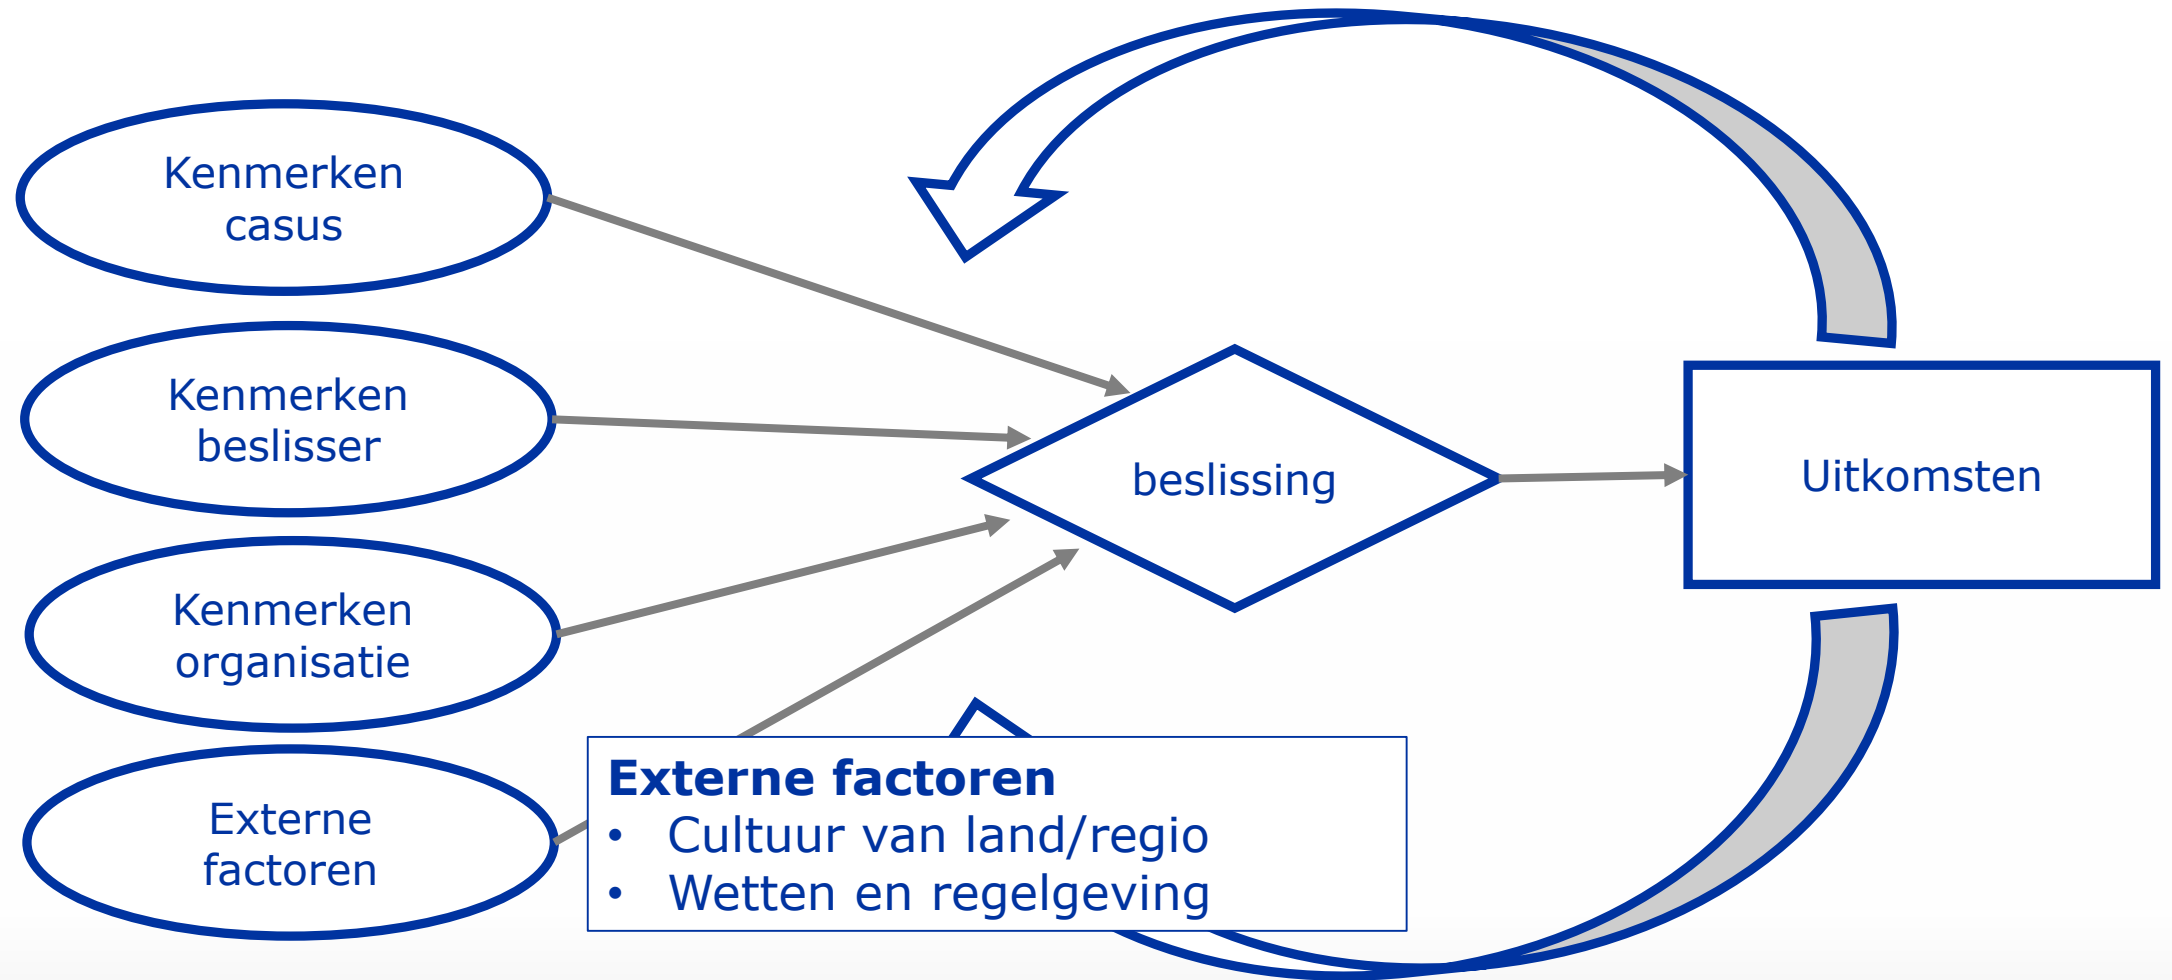 Kenmerken
casus
Kenmerken
beslisser
Kenmerken
organisatie
Externe
factoren
beslissing
Uitkomsten
Externe factoren
• Cultuur van land/regio
• Wetten en regelgeving